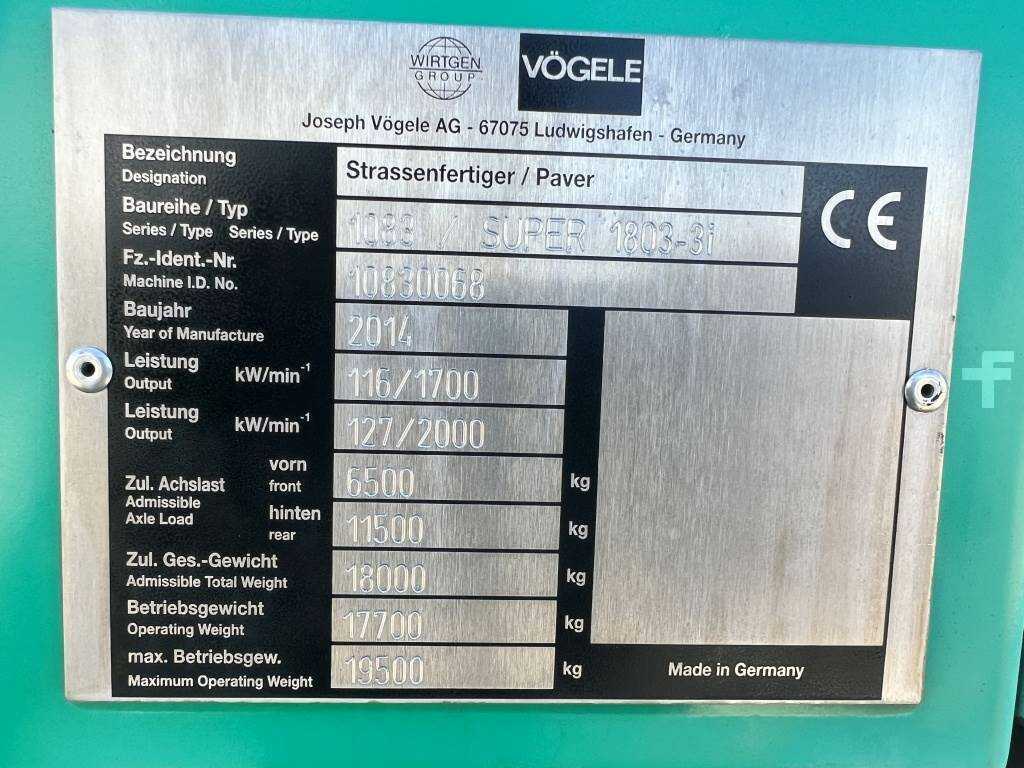 WIRTGEN
GROUP
VÖGELE
Joseph Vögele AG - 67075 Ludwigshafen - Germany
Bezeichnung
Designation
Strassenfertiger / Paver
Baureihe / Typ
Series / Type Series / Type
1083 / SUPER 1803-3i
CE
Fz.-Ident.-Nr.
Machine I.D. No.
10830068
Baujahr
Year of Manufacture
2014
Leistung
Output
kW/min⁻¹
116/1700
Leistung
Output
kW/min⁻¹
127/2000
Zul. Achslast
Admissible
Axle Load
vorn
front
6500
kg
hinten
rear
11500
kg
Zul. Ges.-Gewicht
Admissible Total Weight
18000
kg
Betriebsgewicht
Operating Weight
17700
kg
max. Betriebsgew.
Maximum Operating Weight
19500
kg
Made in Germany
f